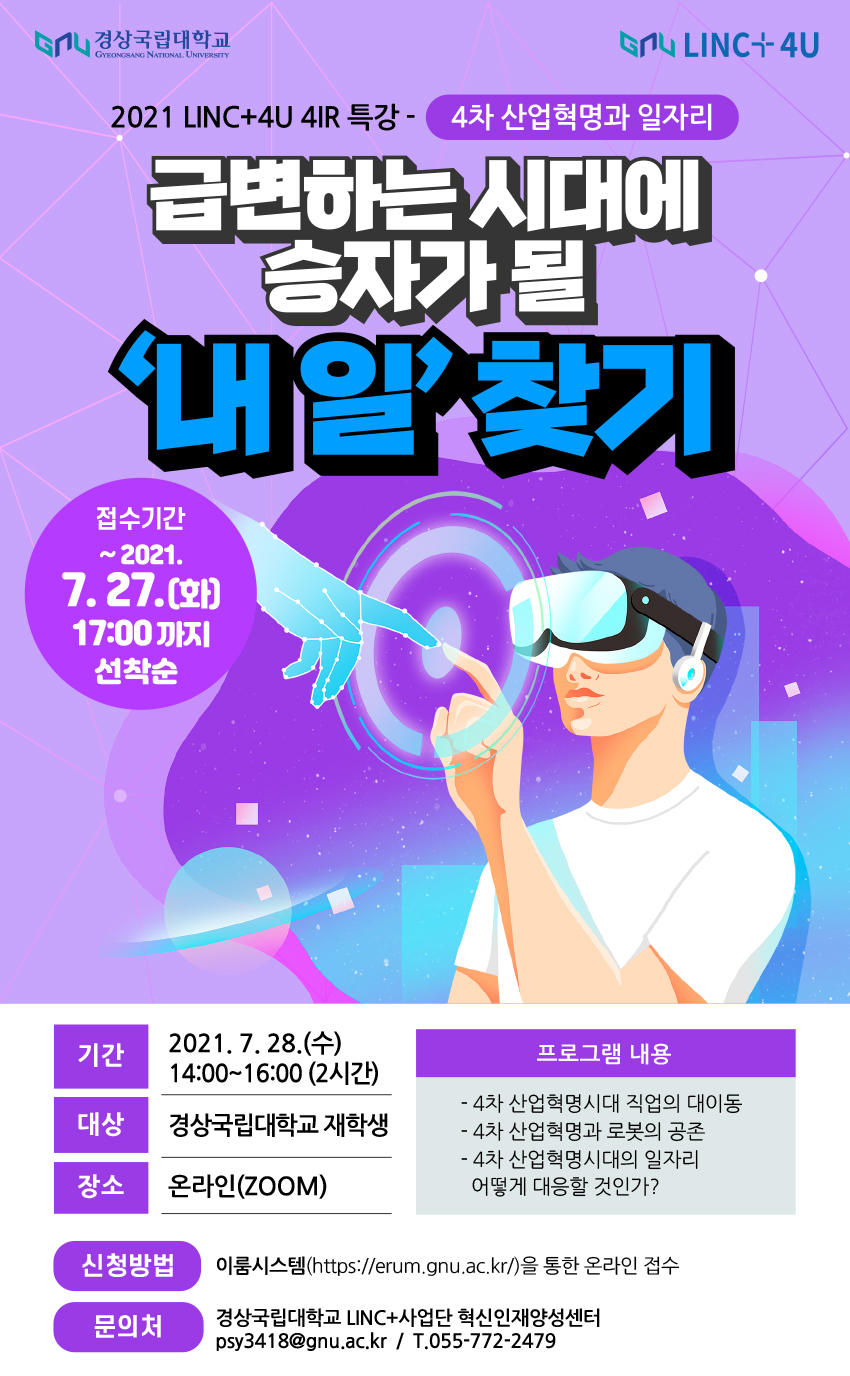 GNU 경상국립대학교
GYEONGSANG NATIONAL UNIVERSITY
GNU LINC+ 4U
2021 LINC+4U 4IR 특강 - 4차 산업혁명과 일자리
급변하는 시대에
승자가 될
‘내 일’ 찾기
접수기간
~ 2021.
7. 27.(화)
17:00 까지
선착순
기간
2021. 7. 28.(수)
14:00~16:00 (2시간)
대상
경상국립대학교 재학생
장소
온라인(ZOOM)
프로그램 내용
- 4차 산업혁명시대 직업의 대이동
- 4차 산업혁명과 로봇의 공존
- 4차 산업혁명시대의 일자리
어떻게 대응할 것인가?
신청방법
이룸시스템(https://erum.gnu.ac.kr/)을 통한 온라인 접수
문의처
경상국립대학교 LINC+사업단 혁신인재양성센터
psy3418@gnu.ac.kr / T.055-772-2479